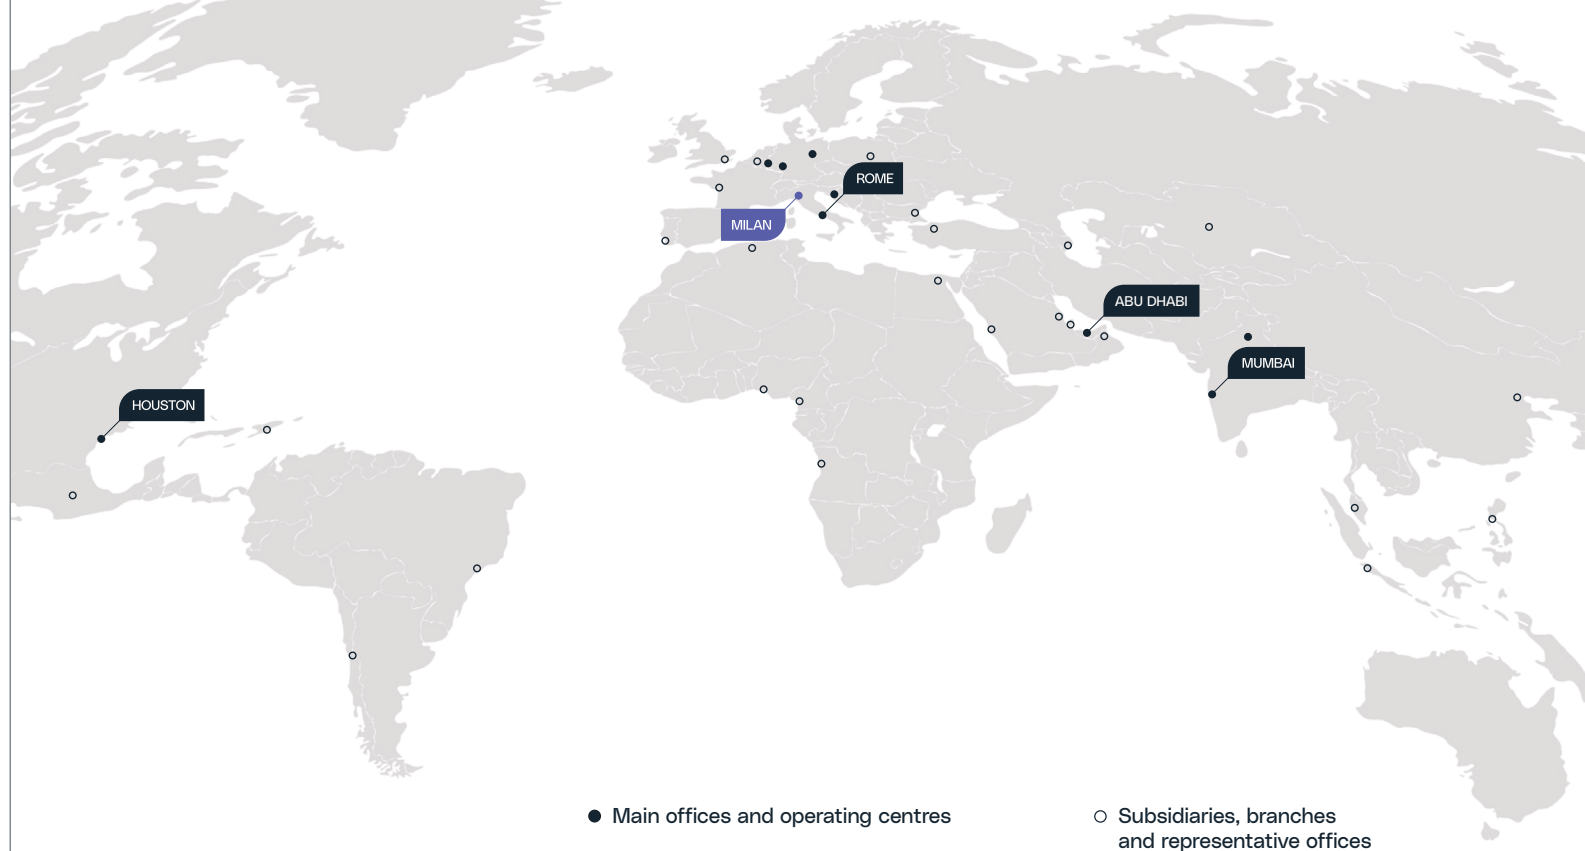 ROME
MILAN
ABU DHABI
MUMBAI
HOUSTON
Main offices and operating centres
Subsidiaries, branches
and representative offices